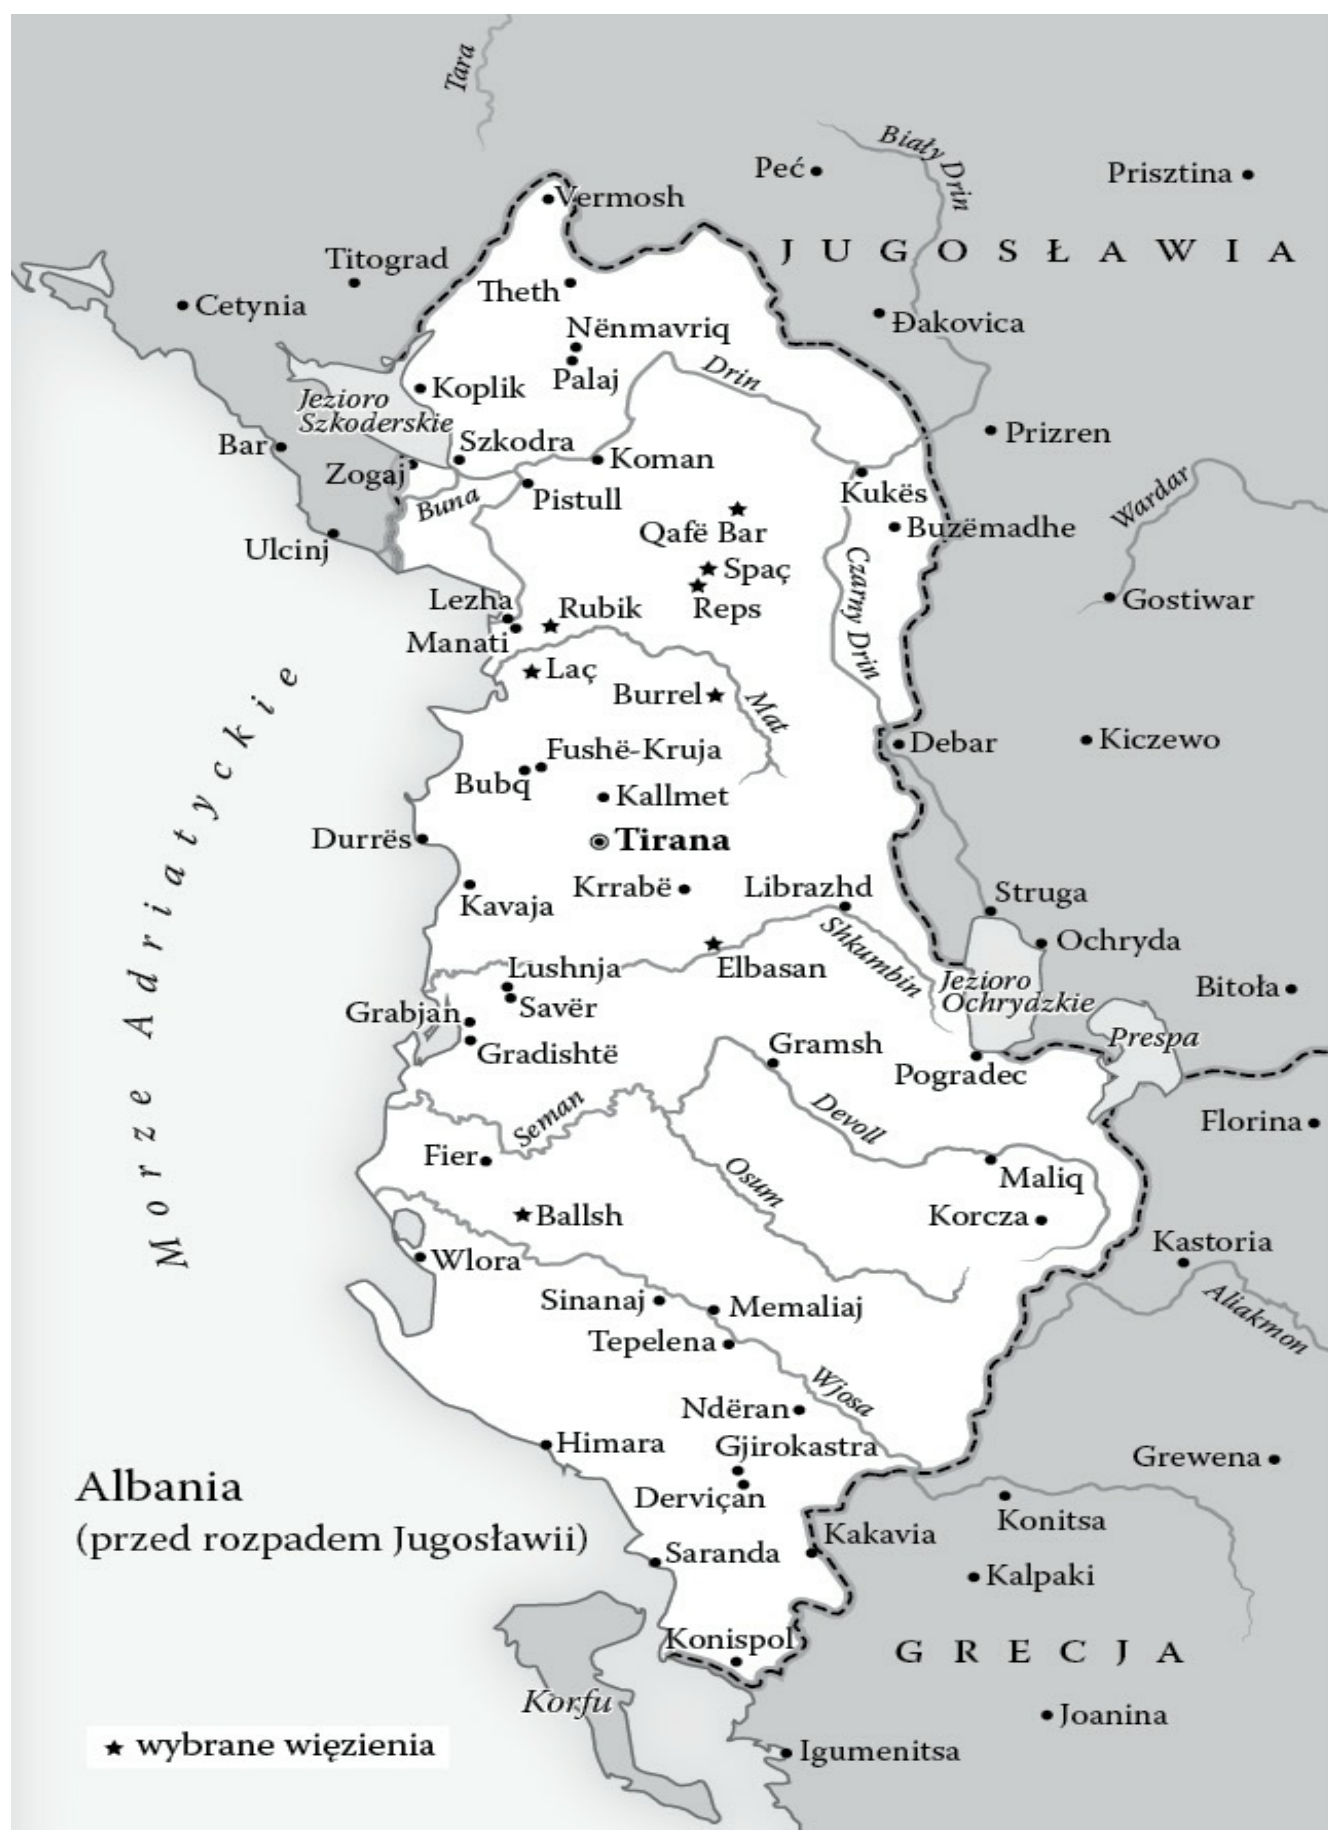 Tara
Biały Drin
Peć
Prisztina
Vermosh
JUGOSŁAWIA
Titograd
Theth
Cetynia
Nënmavriq
Đakovica
Palaj
Drin
Koplik
Jezioro
Szkoderskie
Bar
Szkodra
Koman
Prizren
Zogaj
Buna
Pistull
Kukës
Wardar
Qafë Bar
Buzëmadhe
Ulcinj
Spaç
Czarny Drin
Lezha
Rubik
Reps
Gostiwar
Manati
Laç
Burrel
Mat
Morze Adriatyckie
Debar
Kiczewo
Fushë-Kruja
Bubq
Kallmet
Durrës
Tirana
Krrabë
Librazhd
Struga
Kavaja
Ochryda
Shkumbin
Lushnja
Elbasan
Jezioro
Ochrydzkie
Bitoła
Savër
Grabjan
Prespa
Gradishtë
Gramsh
Pogradec
Seman
Devoll
Florina
Fier
Osum
Maliq
Ballsh
Korcza
Wlora
Kastoria
Sinanaj
Memaliaj
Aliakmon
Tepelena
Wjosa
Ndëran
Himara
Gjirokastra
Grewena
Albania
Derviçan
Konitsa
(przed rozpadem Jugosławii)
Kakavia
Saranda
Kalpaki
Konispol
GRECJA
Korfu
Joanina
wybrane więzienia
Igumenitsa